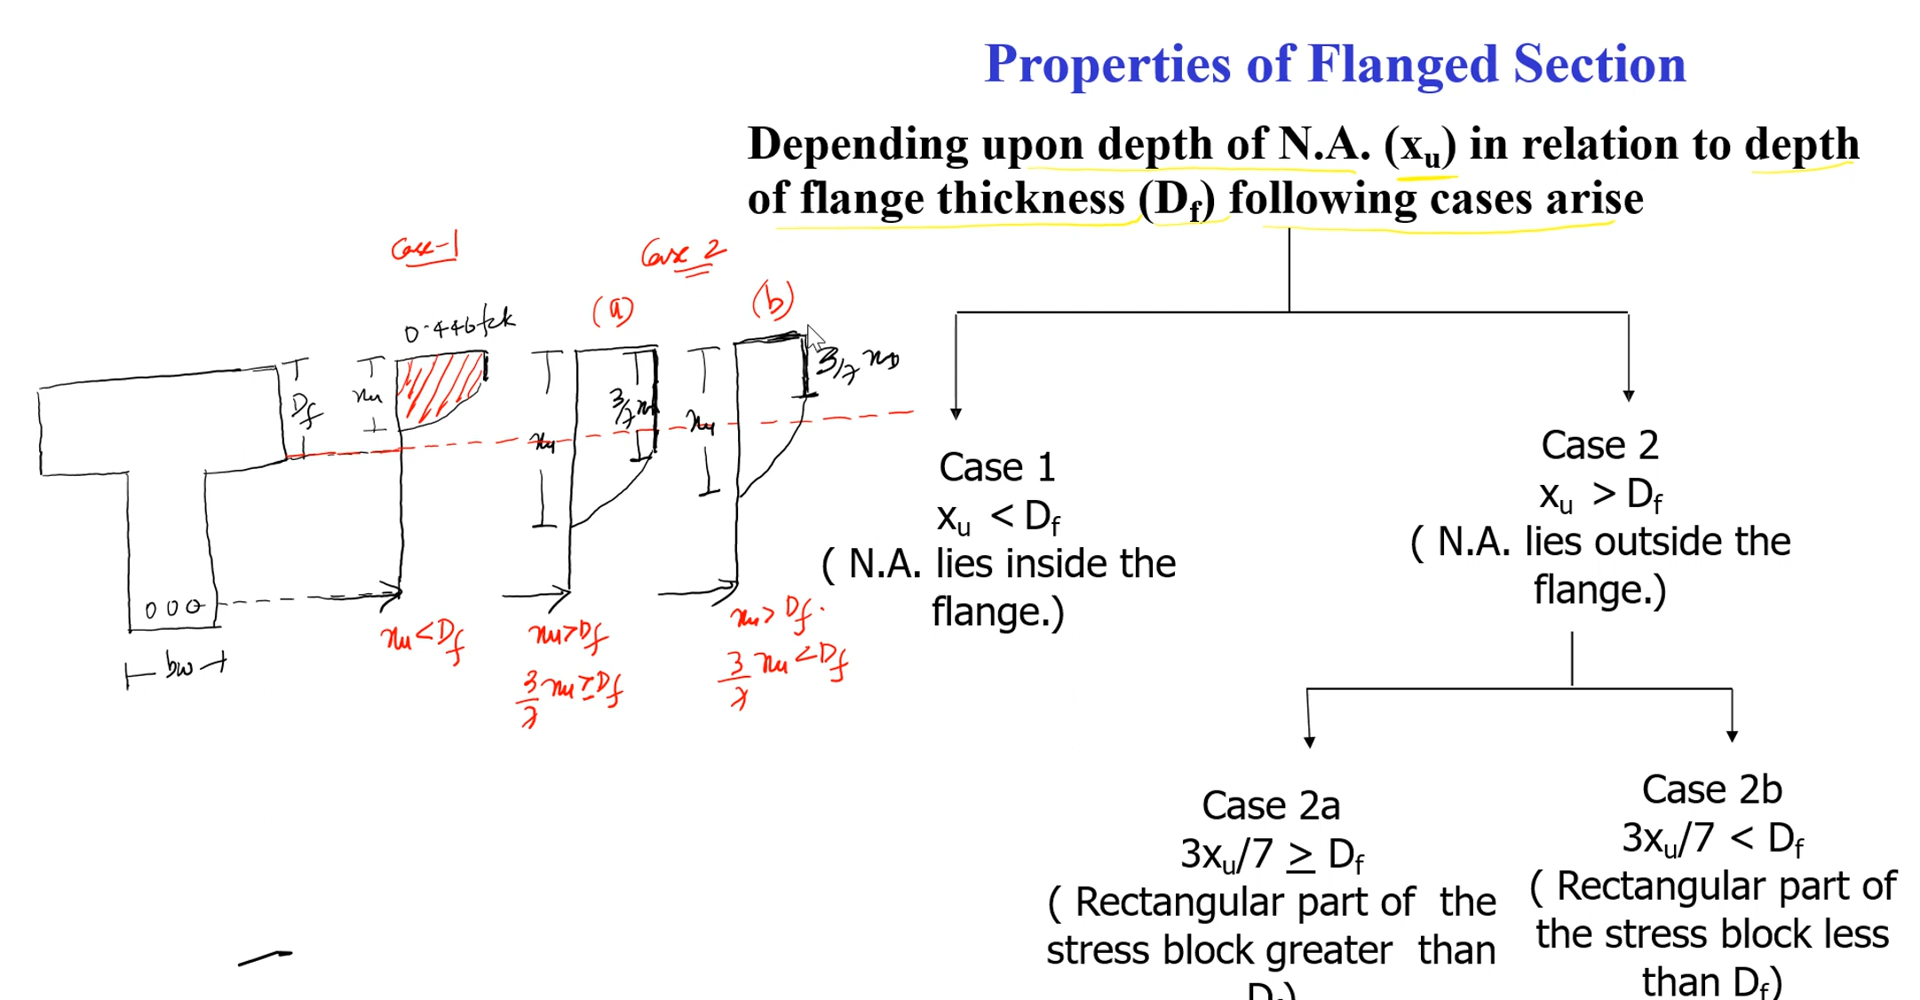 Properties of Flanged Section
Depending upon depth of N.A. (xu) in relation to depth
of flange thickness (Df) following cases arise
Case-1
Case 2
(a)
(b)
0.446fck
Df
xu
xu
3/7 xu
xu
3/7 xu
000
bw
xu<Df
xu>Df
3/7 xu≥Df
xu>Df.
3/7 xu<Df
Case 1
xu < Df
( N.A. lies inside the
flange.)
Case 2
xu > Df
( N.A. lies outside the
flange.)
Case 2a
3xu/7 ≥ Df
( Rectangular part of the
stress block greater than
Df)
Case 2b
3xu/7 < Df
( Rectangular part of
the stress block less
than Df)